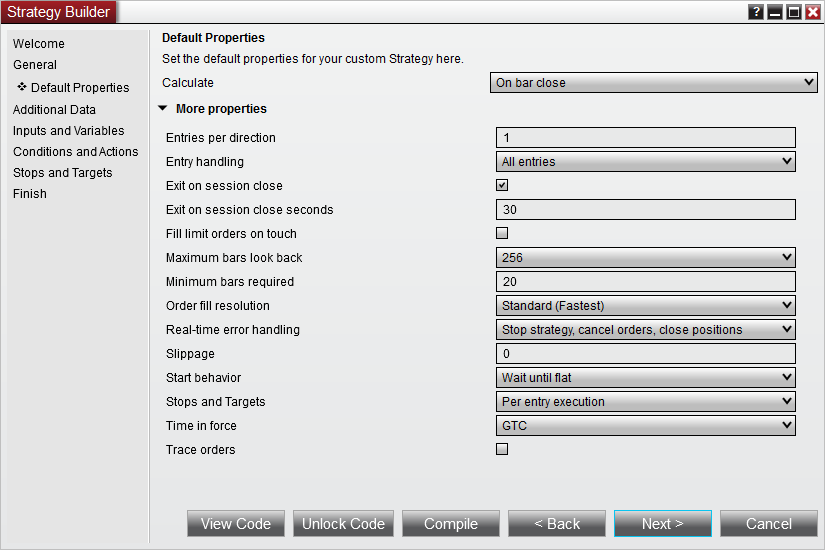 Strategy Builder
?
Welcome
General
Default Properties
Additional Data
Inputs and Variables
Conditions and Actions
Stops and Targets
Finish
Default Properties
Set the default properties for your custom Strategy here.
Calculate On bar close
More properties
Entries per direction 1
Entry handling All entries
Exit on session close
Exit on session close seconds 30
Fill limit orders on touch
Maximum bars look back 256
Minimum bars required 20
Order fill resolution Standard (Fastest)
Real-time error handling Stop strategy, cancel orders, close positions
Slippage 0
Start behavior Wait until flat
Stops and Targets Per entry execution
Time in force GTC
Trace orders
View Code Unlock Code Compile < Back Next > Cancel